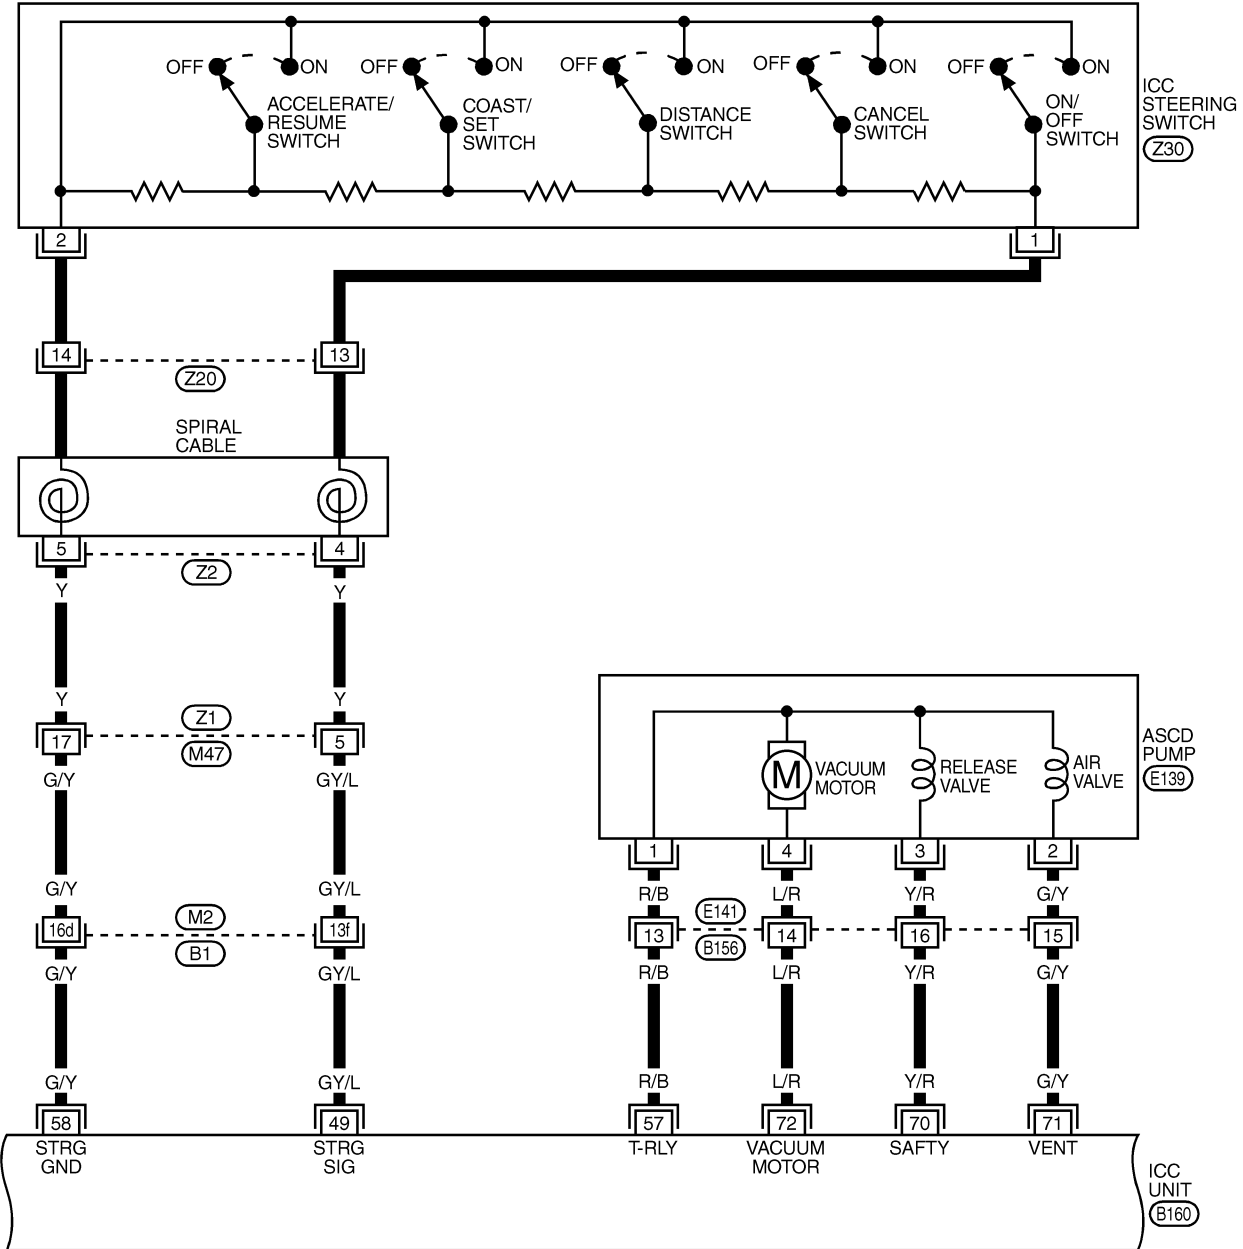 OFF ON OFF ON OFF ON OFF ON OFF ON
ACCELERATE/
RESUME
SWITCH
COAST/
SET
SWITCH
DISTANCE
SWITCH
CANCEL
SWITCH
ON/
OFF
SWITCH
ICC
STEERING
SWITCH
Z30
2 1
14 13
Z20
SPIRAL
CABLE
5 4
Z2
Y Y
Y Y
Z1
17 5
M47
G/Y GY/L
G/Y GY/L
M2
16d 13f
B1
G/Y GY/L
G/Y GY/L
58 49
STRG
GND
STRG
SIG
ASCD
PUMP
E139
M
VACUUM
MOTOR
RELEASE
VALVE
AIR
VALVE
1 4 3 2
R/B L/R Y/R G/Y
E141
13 14 16 15
B156
R/B L/R Y/R G/Y
R/B L/R Y/R G/Y
57 72 70 71
T-RLY
VACUUM
MOTOR
SAFTY
VENT
ICC
UNIT
B160